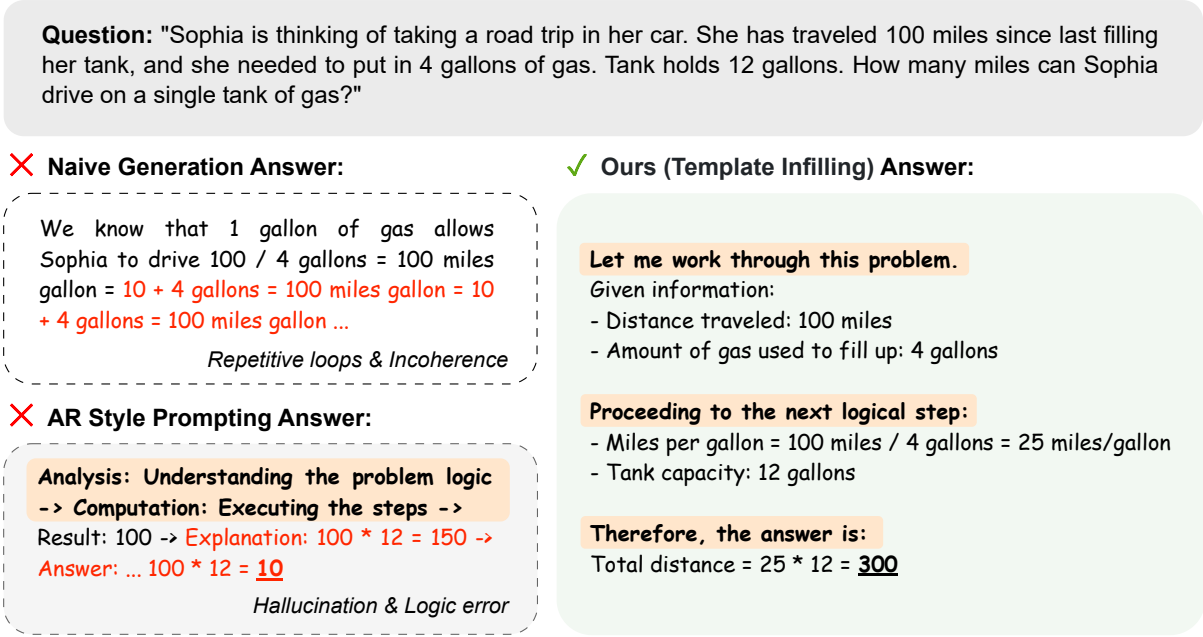 Question: "Sophia is thinking of taking a road trip in her car. She has traveled 100 miles since last filling
her tank, and she needed to put in 4 gallons of gas. Tank holds 12 gallons. How many miles can Sophia
drive on a single tank of gas?"
Naive Generation Answer:
We know that 1 gallon of gas allows
Sophia to drive 100 / 4 gallons = 100 miles
gallon = 10 + 4 gallons = 100 miles gallon = 10
+ 4 gallons = 100 miles gallon ...
Repetitive loops & Incoherence
AR Style Prompting Answer:
Analysis: Understanding the problem logic
-> Computation: Executing the steps ->
Result: 100 -> Explanation: 100 * 12 = 150 ->
Answer: ... 100 * 12 = 10
Hallucination & Logic error
Ours (Template Infilling) Answer:
Let me work through this problem.
Given information:
- Distance traveled: 100 miles
- Amount of gas used to fill up: 4 gallons
Proceeding to the next logical step:
- Miles per gallon = 100 miles / 4 gallons = 25 miles/gallon
- Tank capacity: 12 gallons
Therefore, the answer is:
Total distance = 25 * 12 = 300